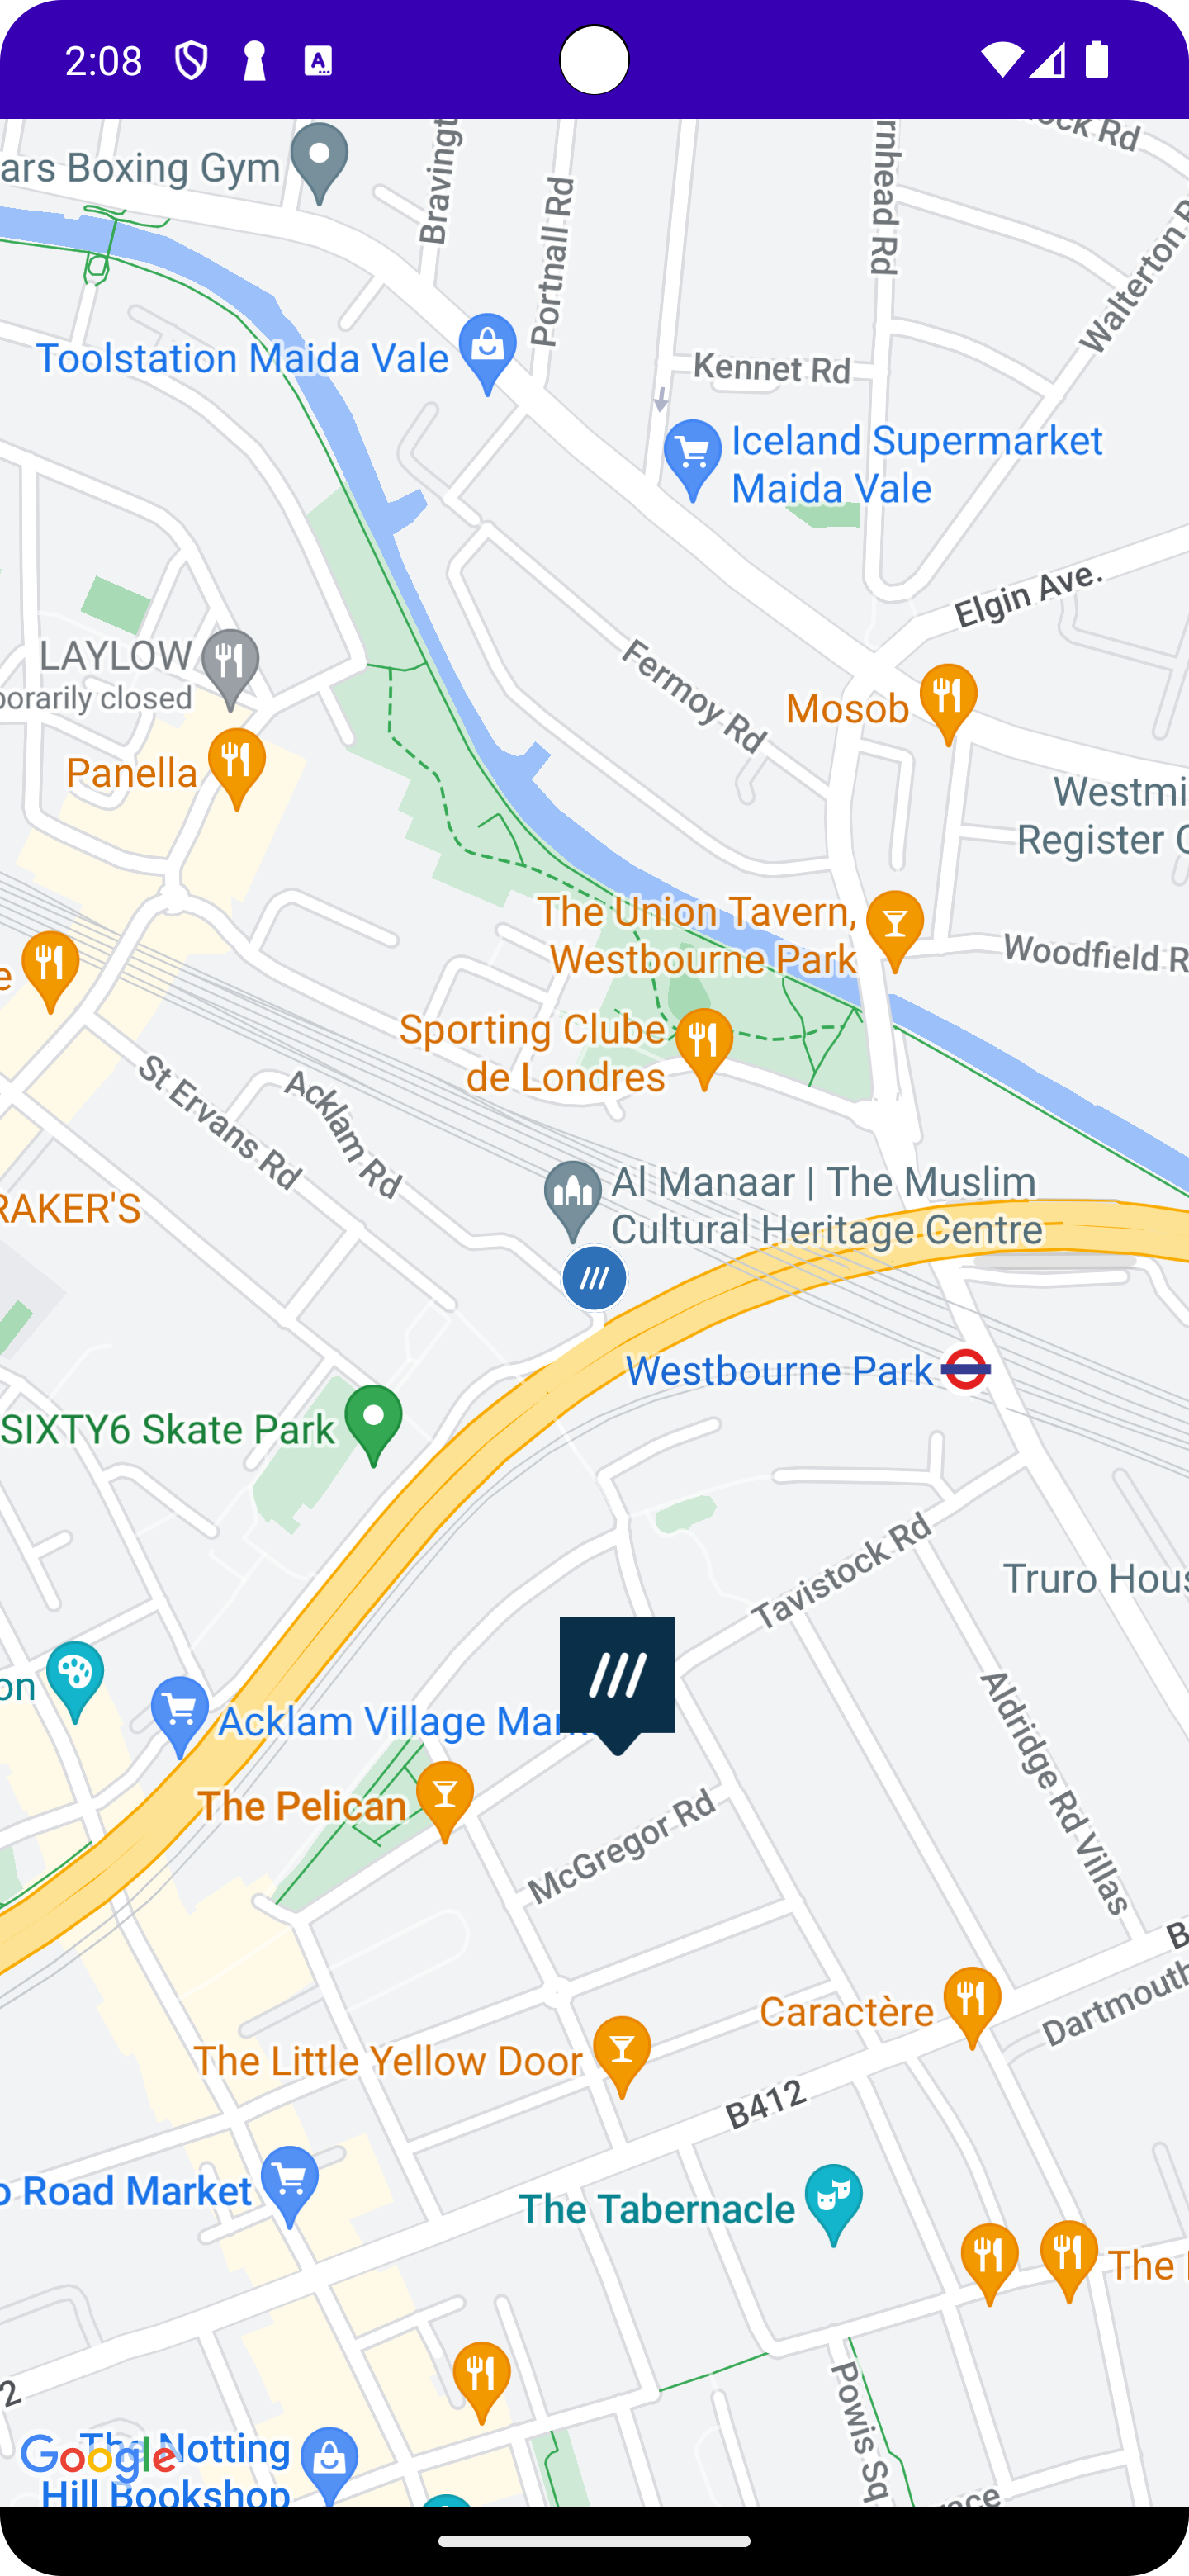 2:08
ock Rd
ars Boxing Gym
Bravingt
Portnall Rd
rnhead Rd
Walterton R
Toolstation Maida Vale
Kennet Rd
Iceland Supermarket
Maida Vale
Elgin Ave.
LAYLOW
porarily closed
Fermoy Rd
Mosob
Panella
Westmi
Register C
The Union Tavern,
Westbourne Park
Woodfield R
e
Sporting Clube
de Londres
St Ervans Rd
Acklam Rd
Al Manaar | The Muslim
Cultural Heritage Centre
RAKER'S
Westbourne Park
SIXTY6 Skate Park
Tavistock Rd
Truro Hous
on
Acklam Village Mark
Aldridge Rd Villas
The Pelican
McGregor Rd
B
Dartmouth
Caractère
The Little Yellow Door
B412
o Road Market
The Tabernacle
The
2
Powis Sq
Google
The Notting
Hill Bookshop
ace